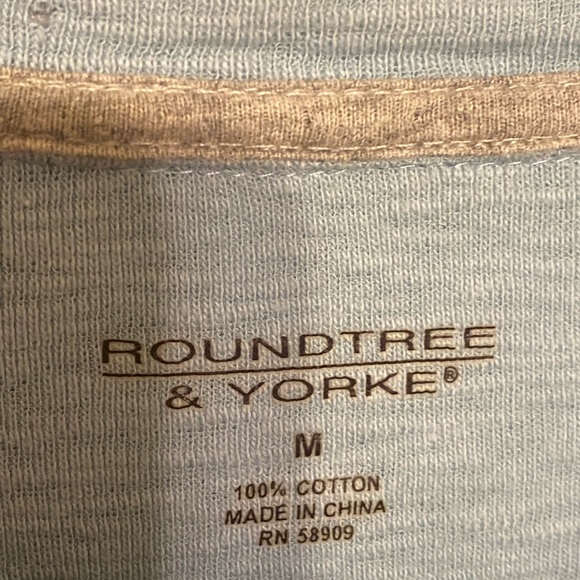 ROUNDTREE
& YORKE®
M
100% COTTON
MADE IN CHINA
RN 58909